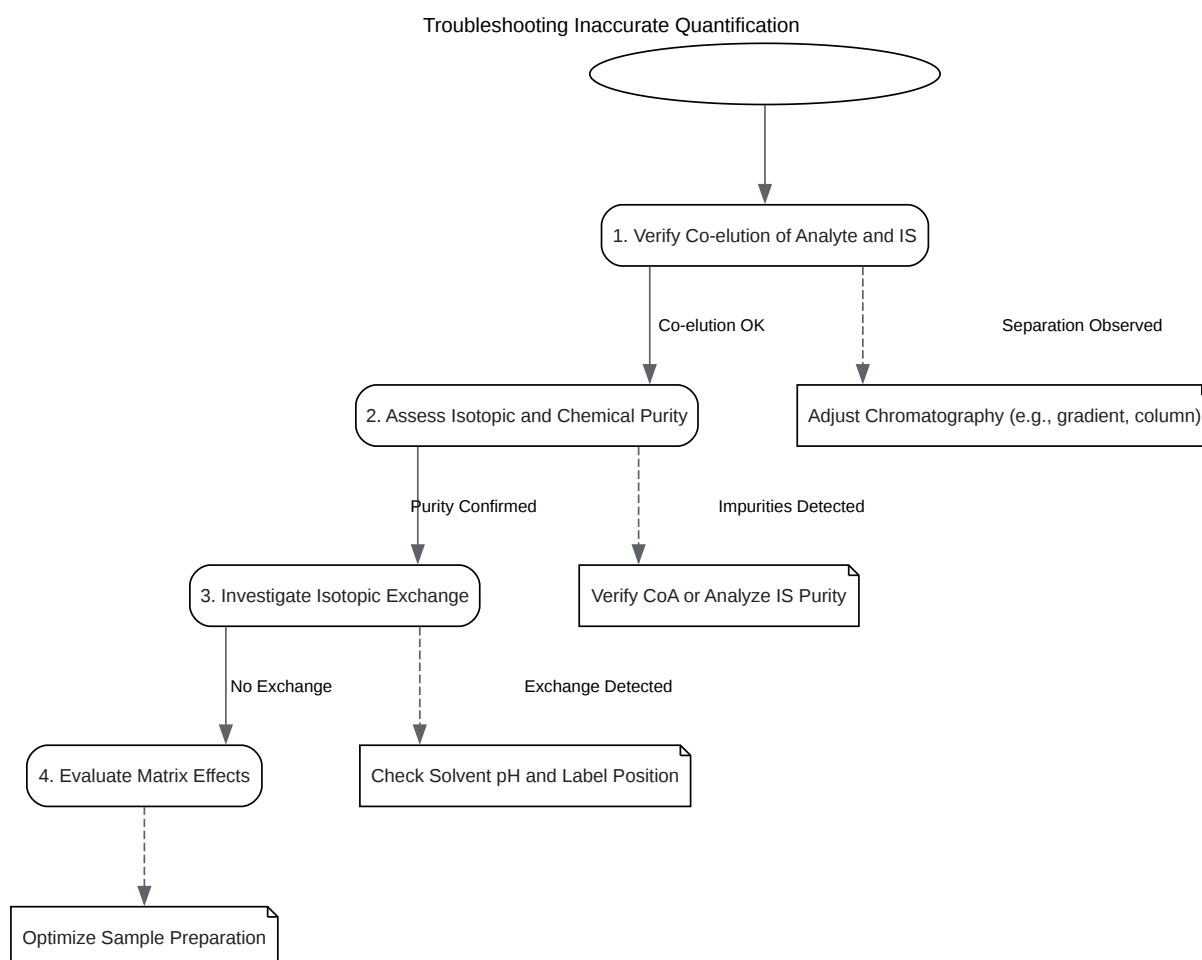 Troubleshooting Inaccurate Quantification
1. Verify Co-elution of Analyte and IS
Co-elution OK
Separation Observed
2. Assess Isotopic and Chemical Purity
Adjust Chromatography (e.g., gradient, column)
Purity Confirmed
Impurities Detected
3. Investigate Isotopic Exchange
Verify CoA or Analyze IS Purity
No Exchange
Exchange Detected
4. Evaluate Matrix Effects
Check Solvent pH and Label Position
Optimize Sample Preparation